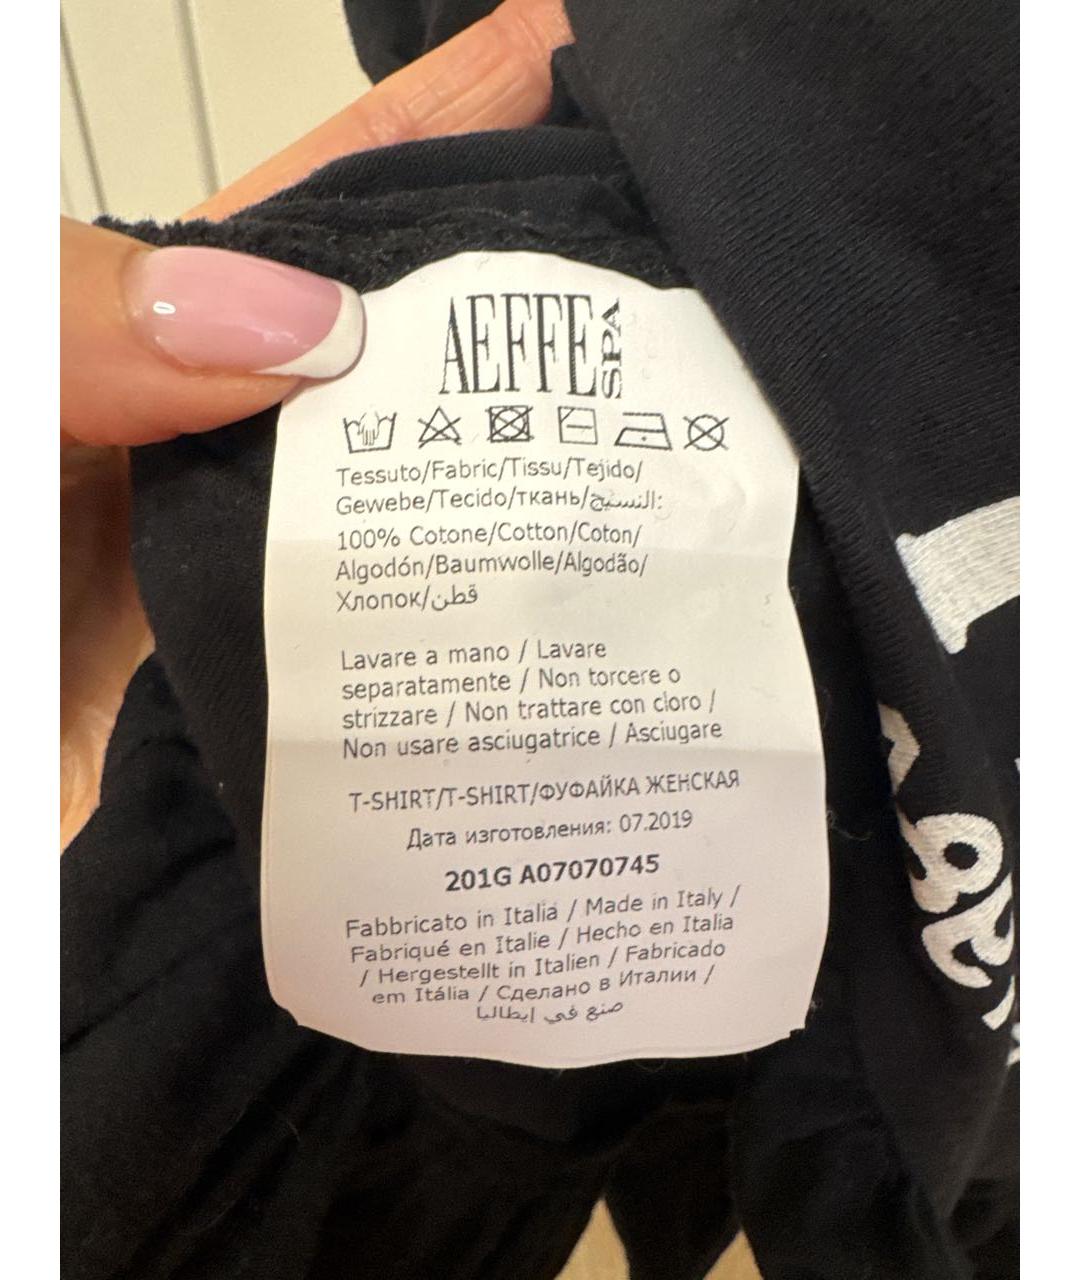 AEFFE SPA
Tessuto/Fabric/Tissu/Tejido/
Gewebe/Tecido/ткань/النسيج:
100% Cotone/Cotton/Coton/
Algodón/Baumwolle/Algodão/
Хлопок/قطن
Lavare a mano / Lavare
separatamente / Non torcere o
strizzare / Non trattare con cloro /
Non usare asciugatrice / Asciugare
T-SHIRT/T-SHIRT/ФУФАЙКА ЖЕНСКАЯ
Дата изготовления: 07.2019
201G A07070745
Fabbricato in Italia / Made in Italy /
Fabriqué en Italie / Hecho en Italia
/ Hergestellt in Italien / Fabricado
em Itália / Сделано в Италии /
صنع في إيطاليا